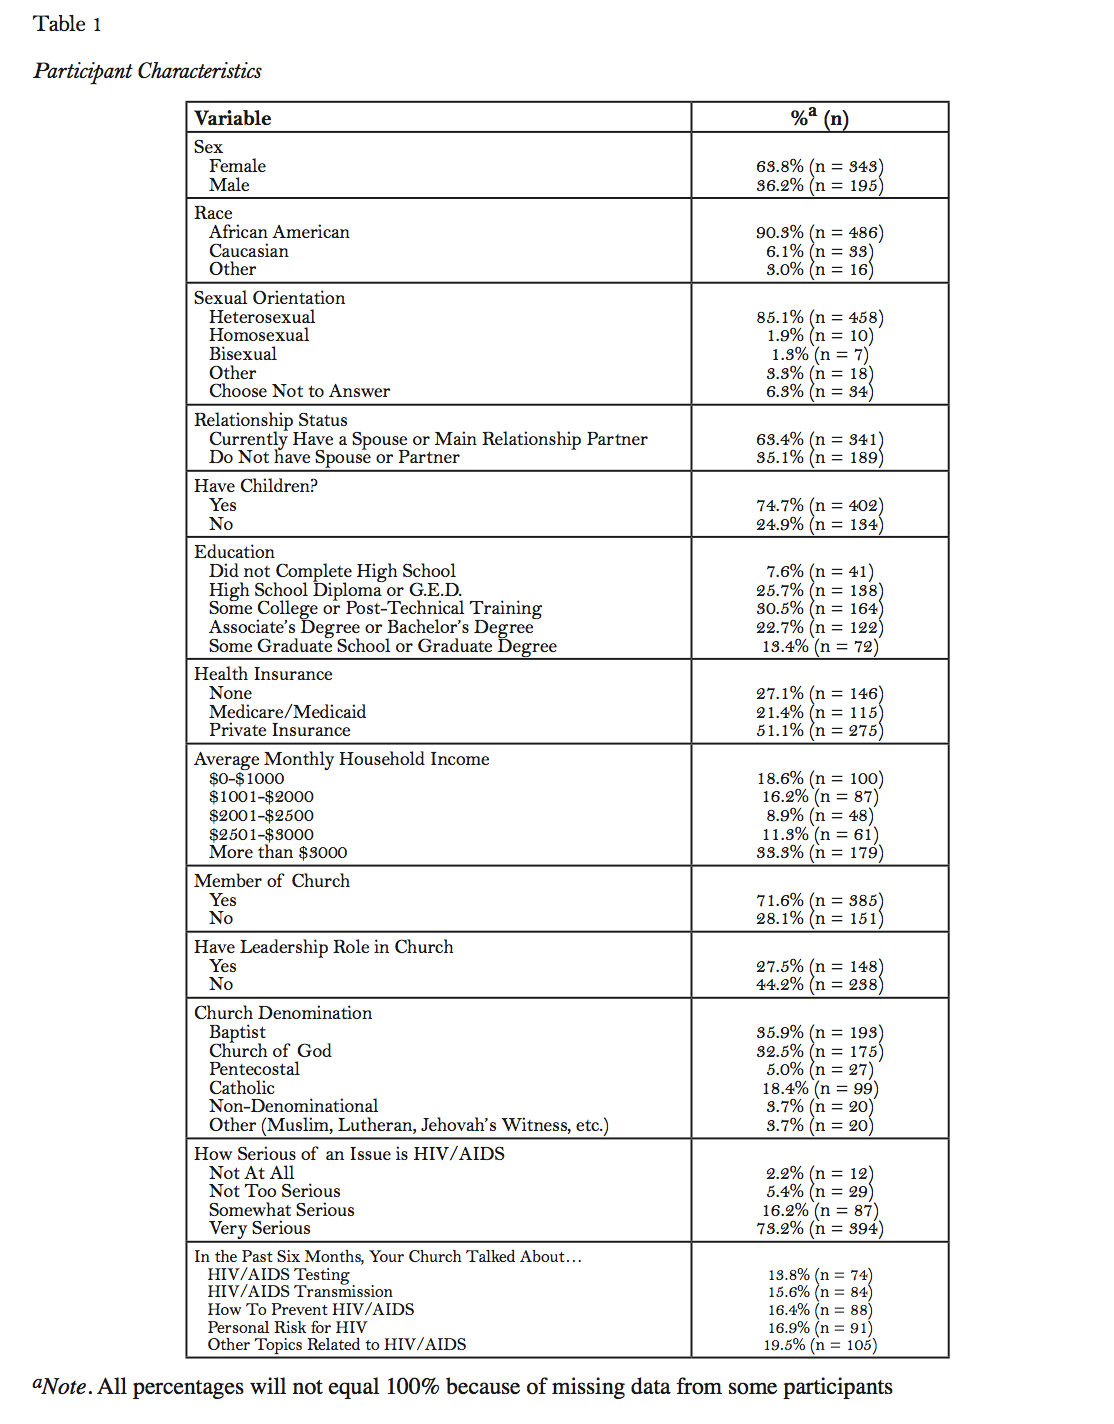 Table 1
Participant Characteristics
Variable %a (n)
Sex
Female 63.8% (n = 343)
Male 36.2% (n = 195)
Race
African American 90.3% (n = 486)
Caucasian 6.1% (n = 33)
Other 3.0% (n = 16)
Sexual Orientation
Heterosexual 85.1% (n = 458)
Homosexual 1.9% (n = 10)
Bisexual 1.3% (n = 7)
Other 3.3% (n = 18)
Choose Not to Answer 6.3% (n = 34)
Relationship Status
Currently Have a Spouse or Main Relationship Partner 63.4% (n = 341)
Do Not have Spouse or Partner 35.1% (n = 189)
Have Children?
Yes 74.7% (n = 402)
No 24.9% (n = 134)
Education
Did not Complete High School 7.6% (n = 41)
High School Diploma or G.E.D. 25.7% (n = 138)
Some College or Post-Technical Training 30.5% (n = 164)
Associate's Degree or Bachelor's Degree 22.7% (n = 122)
Some Graduate School or Graduate Degree 13.4% (n = 72)
Health Insurance
None 27.1% (n = 146)
Medicare/Medicaid 21.4% (n = 115)
Private Insurance 51.1% (n = 275)
Average Monthly Household Income
$0-$1000 18.6% (n = 100)
$1001-$2000 16.2% (n = 87)
$2001-$2500 8.9% (n = 48)
$2501-$3000 11.3% (n = 61)
More than $3000 33.3% (n = 179)
Member of Church
Yes 71.6% (n = 385)
No 28.1% (n = 151)
Have Leadership Role in Church
Yes 27.5% (n = 148)
No 44.2% (n = 238)
Church Denomination
Baptist 35.9% (n = 193)
Church of God 32.5% (n = 175)
Pentecostal 5.0% (n = 27)
Catholic 18.4% (n = 99)
Non-Denominational 3.7% (n = 20)
Other (Muslim, Lutheran, Jehovah's Witness, etc.) 3.7% (n = 20)
How Serious of an Issue is HIV/AIDS
Not At All 2.2% (n = 12)
Not Too Serious 5.4% (n = 29)
Somewhat Serious 16.2% (n = 87)
Very Serious 73.2% (n = 394)
In the Past Six Months, Your Church Talked About…
HIV/AIDS Testing 13.8% (n = 74)
HIV/AIDS Transmission 15.6% (n = 84)
How To Prevent HIV/AIDS 16.4% (n = 88)
Personal Risk for HIV 16.9% (n = 91)
Other Topics Related to HIV/AIDS 19.5% (n = 105)
aNote. All percentages will not equal 100% because of missing data from some participants